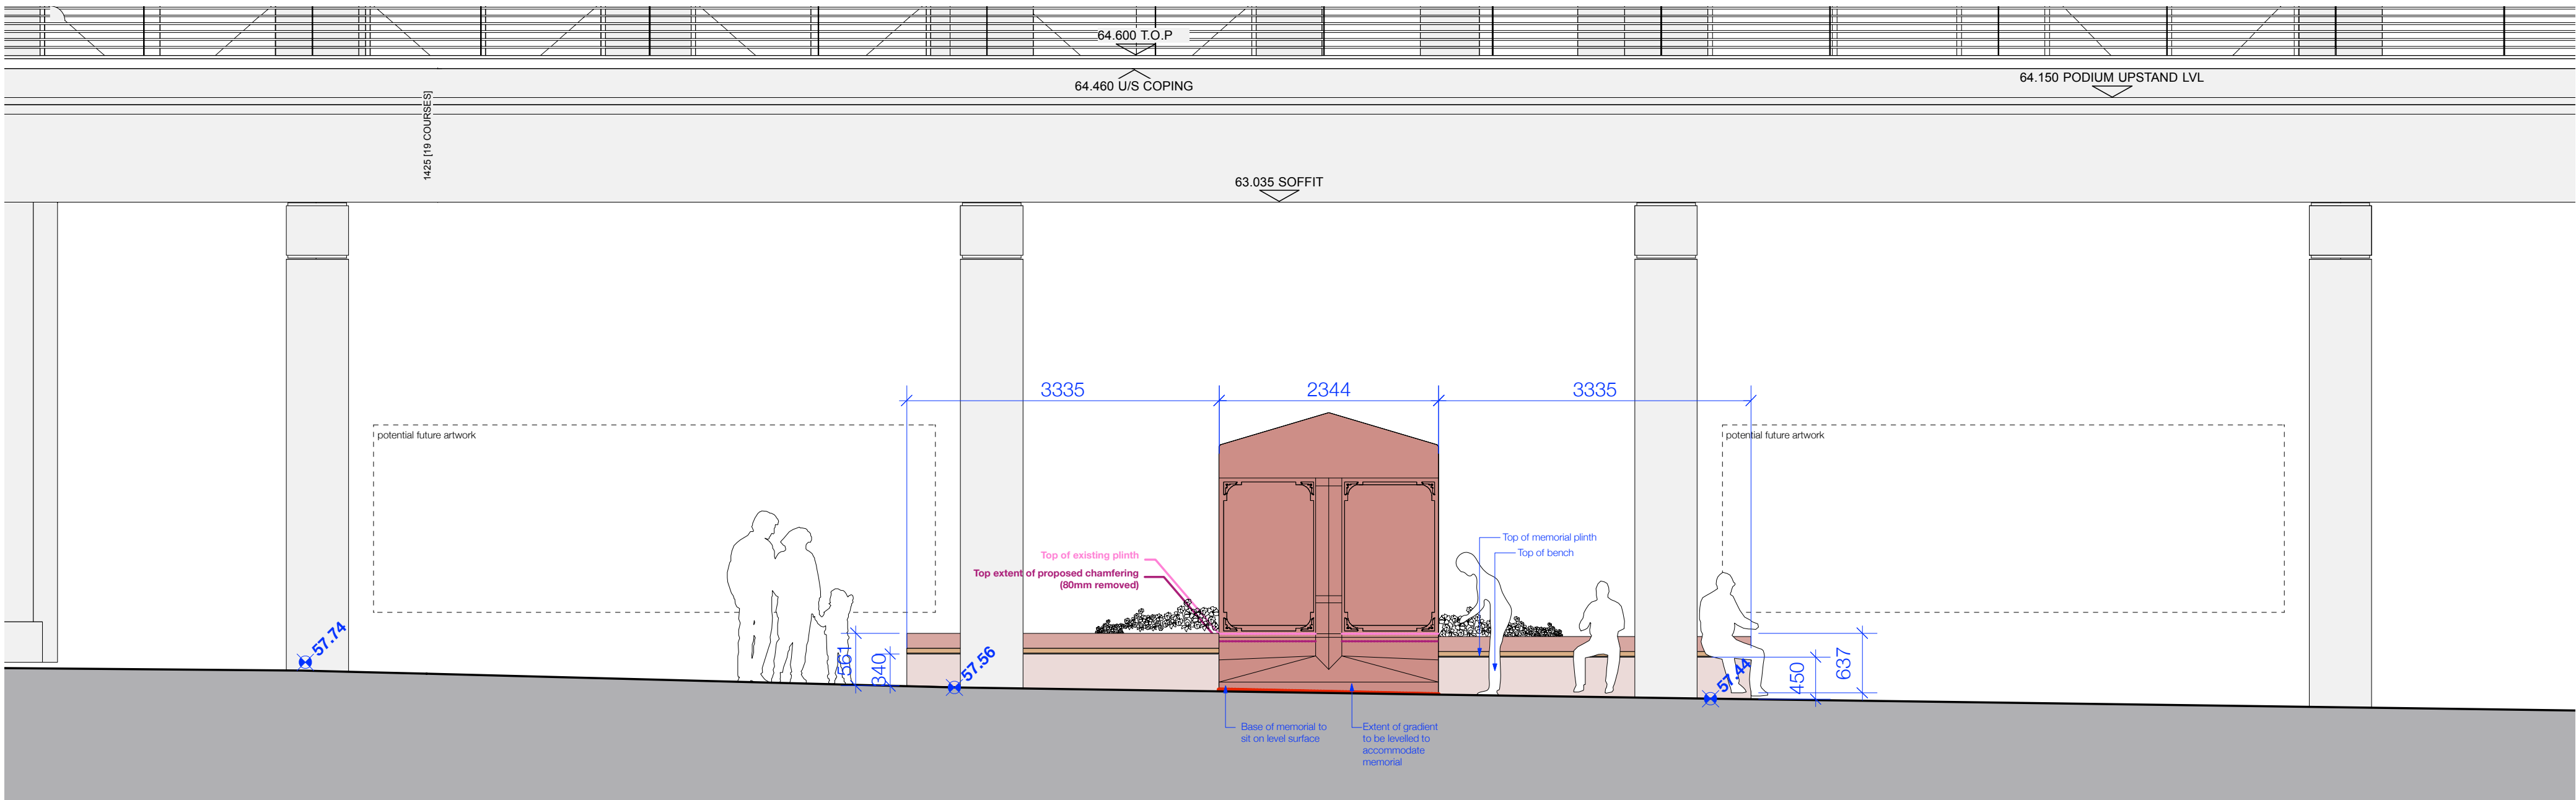 64.600 T.O.P
64.460 U/S COPING
64.150 PODIUM UPSTAND LVL
1425 [19 COURSES]
63.035 SOFFIT
3335
2344
3335
potential future artwork
potential future artwork
Top of memorial plinth
Top of bench
Top of existing plinth
Top extent of proposed chamfering
(80mm removed)
57.74
561
340
57.56
57.44
450
637
Base of memorial to
sit on level surface
Extent of gradient
to be levelled to
accommodate
memorial